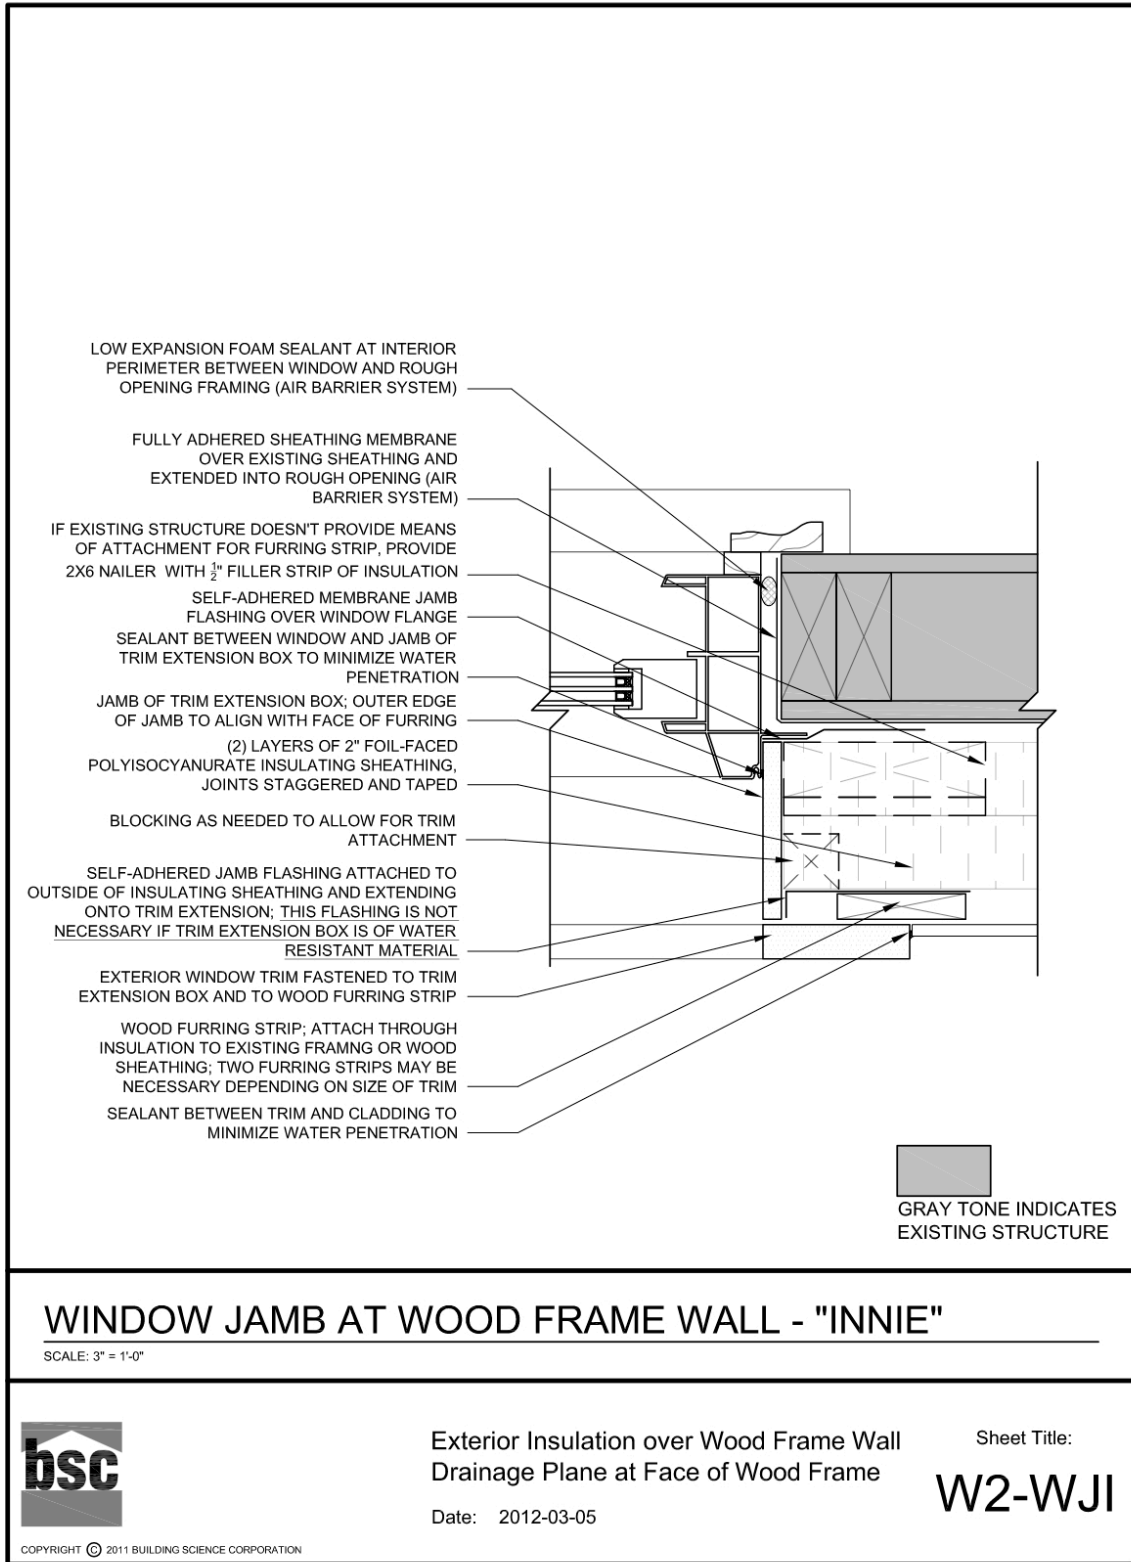 LOW EXPANSION FOAM SEALANT AT INTERIOR
PERIMETER BETWEEN WINDOW AND ROUGH
OPENING FRAMING (AIR BARRIER SYSTEM)
FULLY ADHERED SHEATHING MEMBRANE
OVER EXISTING SHEATHING AND
EXTENDED INTO ROUGH OPENING (AIR
BARRIER SYSTEM)
IF EXISTING STRUCTURE DOESN'T PROVIDE MEANS
OF ATTACHMENT FOR FURRING STRIP, PROVIDE
2X6 NAILER WITH 1/2" FILLER STRIP OF INSULATION
SELF-ADHERED MEMBRANE JAMB
FLASHING OVER WINDOW FLANGE
SEALANT BETWEEN WINDOW AND JAMB OF
TRIM EXTENSION BOX TO MINIMIZE WATER
PENETRATION
JAMB OF TRIM EXTENSION BOX; OUTER EDGE
OF JAMB TO ALIGN WITH FACE OF FURRING
(2) LAYERS OF 2" FOIL-FACED
POLYISOCYANURATE INSULATING SHEATHING,
JOINTS STAGGERED AND TAPED
BLOCKING AS NEEDED TO ALLOW FOR TRIM
ATTACHMENT
SELF-ADHERED JAMB FLASHING ATTACHED TO
OUTSIDE OF INSULATING SHEATHING AND EXTENDING
ONTO TRIM EXTENSION; THIS FLASHING IS NOT
NECESSARY IF TRIM EXTENSION BOX IS OF WATER
RESISTANT MATERIAL
EXTERIOR WINDOW TRIM FASTENED TO TRIM
EXTENSION BOX AND TO WOOD FURRING STRIP
WOOD FURRING STRIP; ATTACH THROUGH
INSULATION TO EXISTING FRAMNG OR WOOD
SHEATHING; TWO FURRING STRIPS MAY BE
NECESSARY DEPENDING ON SIZE OF TRIM
SEALANT BETWEEN TRIM AND CLADDING TO
MINIMIZE WATER PENETRATION
GRAY TONE INDICATES
EXISTING STRUCTURE
WINDOW JAMB AT WOOD FRAME WALL - "INNIE"
SCALE: 3" = 1'-0"
bsc
COPYRIGHT © 2011 BUILDING SCIENCE CORPORATION
Exterior Insulation over Wood Frame Wall
Drainage Plane at Face of Wood Frame
Date: 2012-03-05
Sheet Title:
W2-WJI